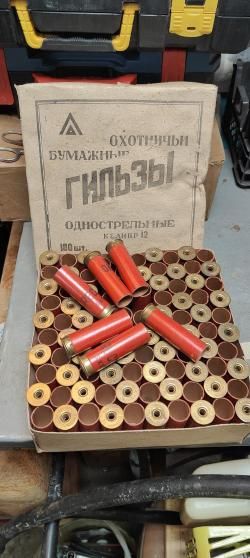 ОХОТНИЧЬИ
БУМАЖНЫЕ
ГИЛЬЗЫ
ОДНОСТРЕЛЬНЫЕ
КАЛИБР 12
100 шт.